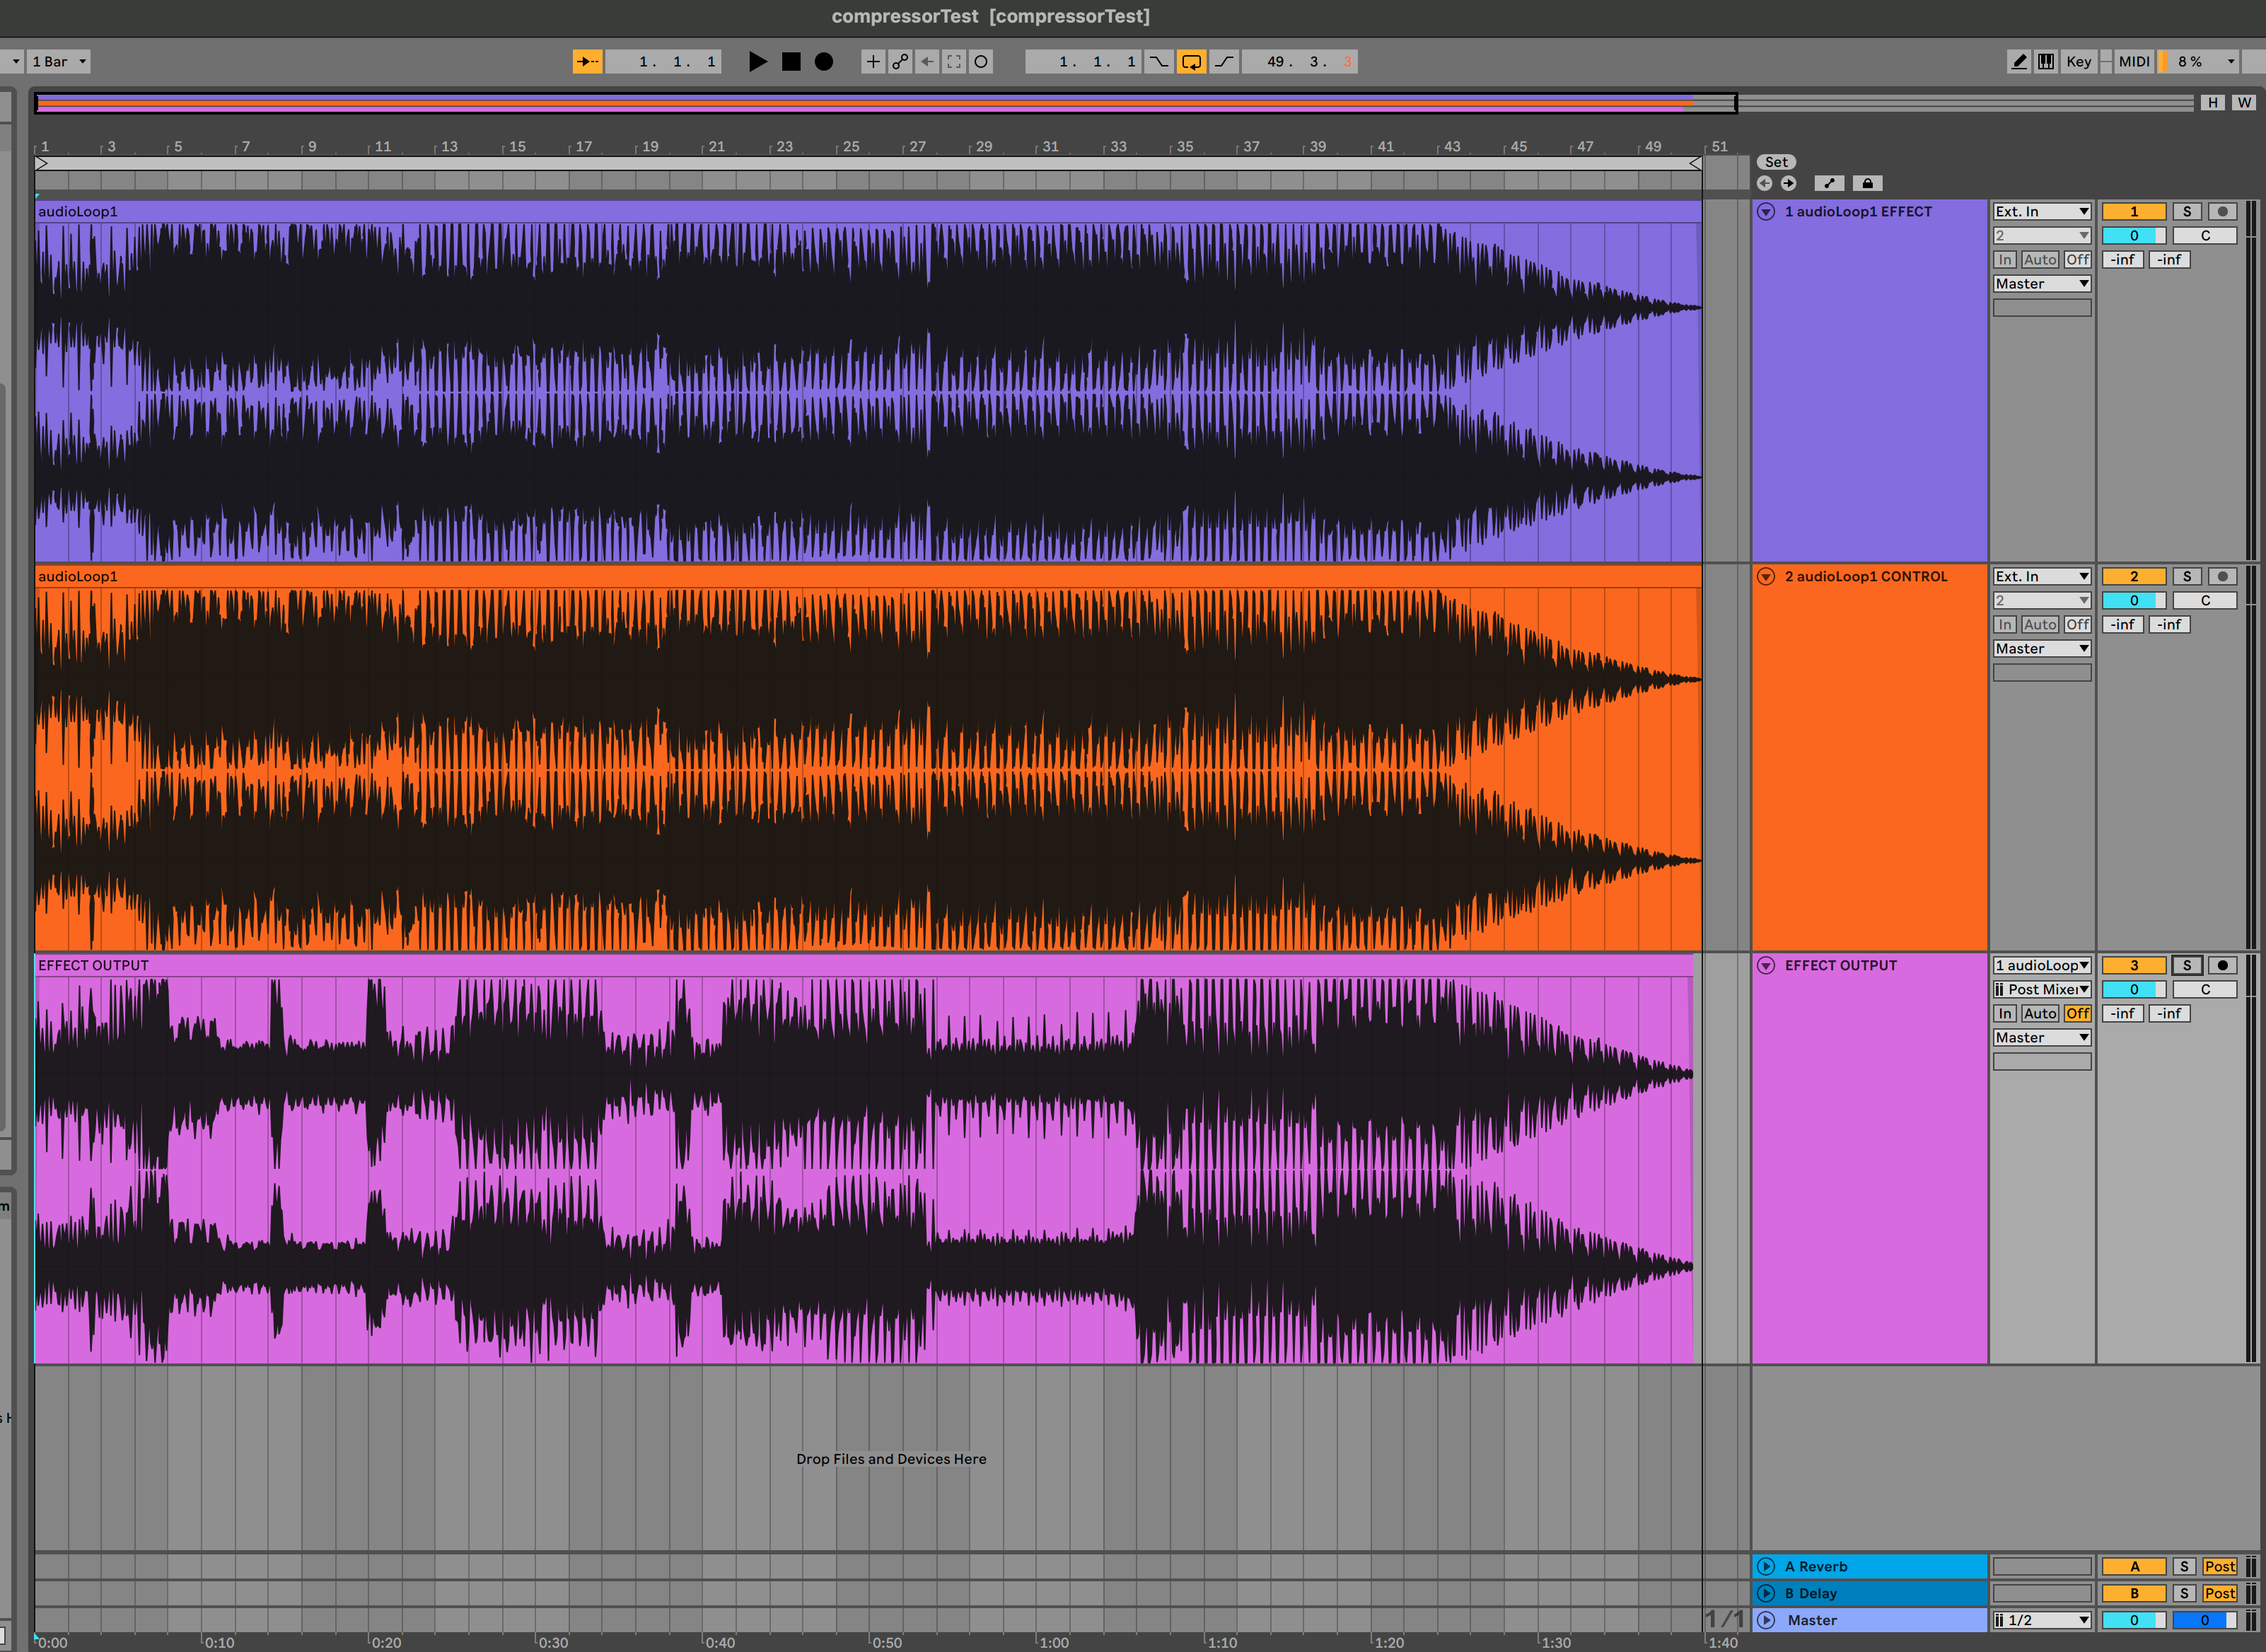 compressorTest [compressorTest]
1 Bar 1. 1. 1 1. 1. 1 49. 3. 3 Key MIDI 8 %
H W
1 3 5 7 9 11 13 15 17 19 21 23 25 27 29 31 33 35 37 39 41 43 45 47 49 51
Set
audioLoop1 1 audioLoop1 EFFECT Ext. In 1 S
2 0 C
In Auto Off -inf -inf
Master
audioLoop1 2 audioLoop1 CONTROL Ext. In 2 S
2 0 C
In Auto Off -inf -inf
Master
EFFECT OUTPUT EFFECT OUTPUT 1 audioLoop 3 S
Post Mixer 0 C
In Auto Off -inf -inf
Master
Drop Files and Devices Here
A Reverb A S Post
B Delay B S Post
1/1 Master 1/2 0 0
0:00 0:10 0:20 0:30 0:40 0:50 1:00 1:10 1:20 1:30 1:40